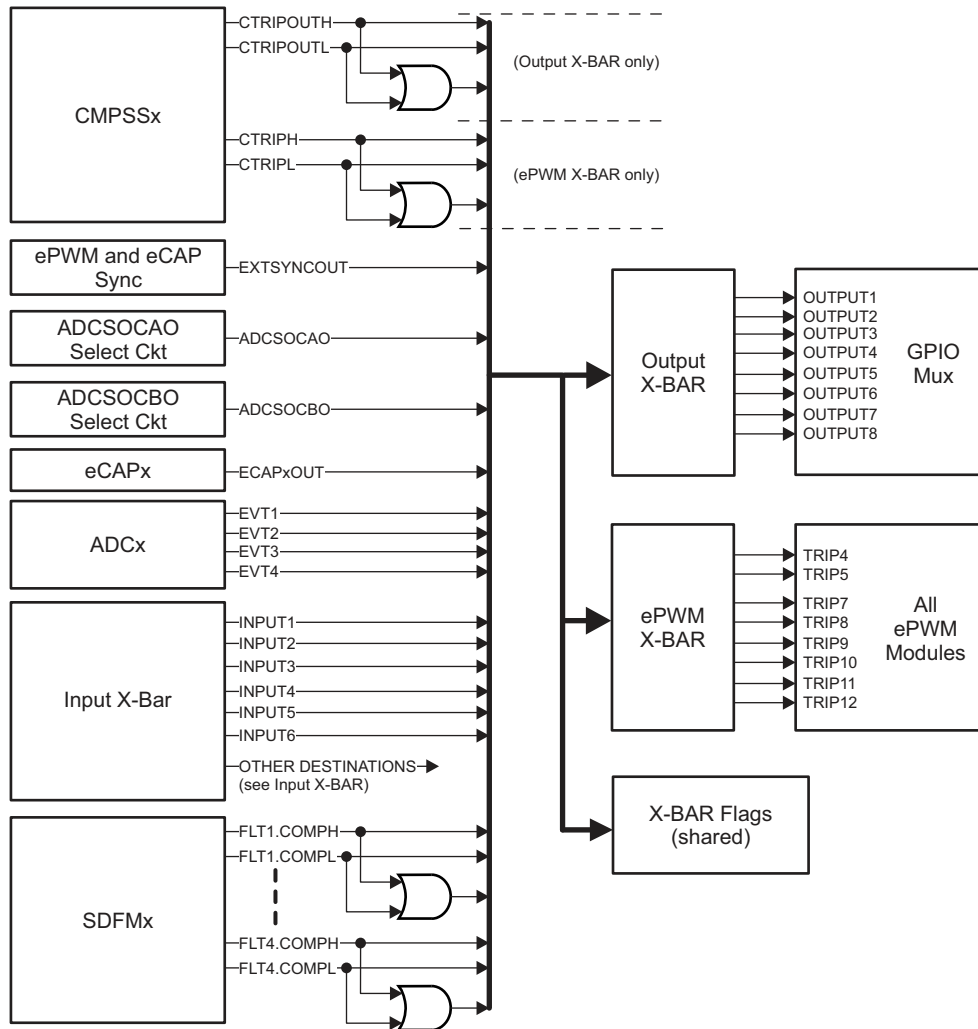 CTRIPOUTH
CTRIPOUTL
(Output X-BAR only)
CMPSSx
CTRIPH
CTRIPL
(ePWM X-BAR only)
ePWM and eCAP
Sync
EXTSYNCOUT
ADCSOCAO
Select Ckt
ADCSOCAO
ADCSOCBO
Select Ckt
ADCSOCBO
eCAPx
ECAPxOUT
ADCx
EVT1
EVT2
EVT3
EVT4
Input X-Bar
INPUT1
INPUT2
INPUT3
INPUT4
INPUT5
INPUT6
OTHER DESTINATIONS
(see Input X-BAR)
SDFMx
FLT1.COMPH
FLT1.COMPL
FLT4.COMPH
FLT4.COMPL
Output
X-BAR
OUTPUT1
OUTPUT2
OUTPUT3
OUTPUT4
OUTPUT5
OUTPUT6
OUTPUT7
OUTPUT8
GPIO
Mux
ePWM
X-BAR
TRIP4
TRIP5
TRIP7
TRIP8
TRIP9
TRIP10
TRIP11
TRIP12
All
ePWM
Modules
X-BAR Flags
(shared)